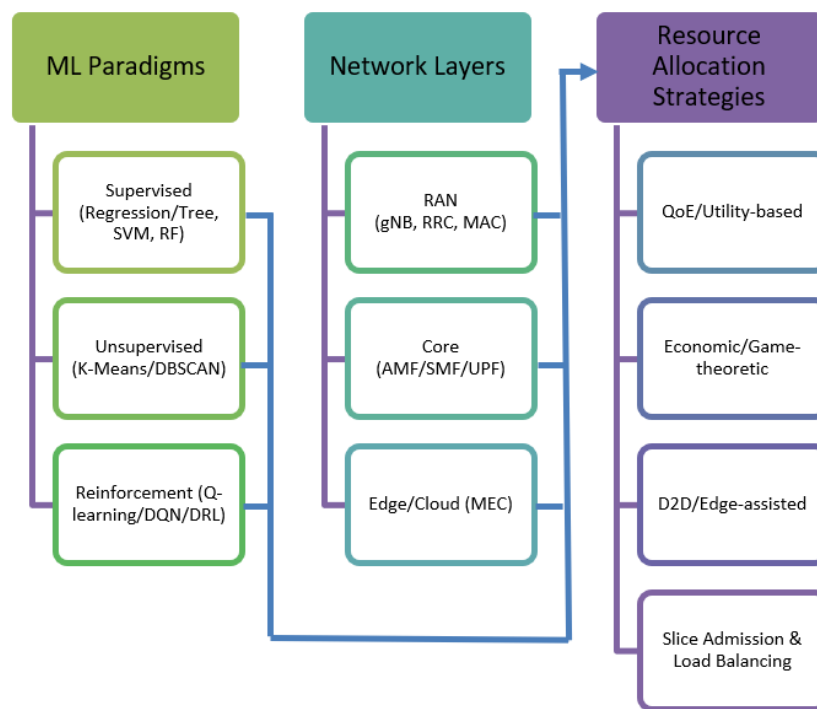 ML Paradigms
Supervised
(Regression/Tree,
SVM, RF)
Unsupervised
(K-Means/DBSCAN)
Reinforcement (Q-
learning/DQN/DRL)
Network Layers
RAN
(gNB, RRC, MAC)
Core
(AMF/SMF/UPF)
Edge/Cloud (MEC)
Resource
Allocation
Strategies
QoE/Utility-based
Economic/Game-
theoretic
D2D/Edge-assisted
Slice Admission &
Load Balancing